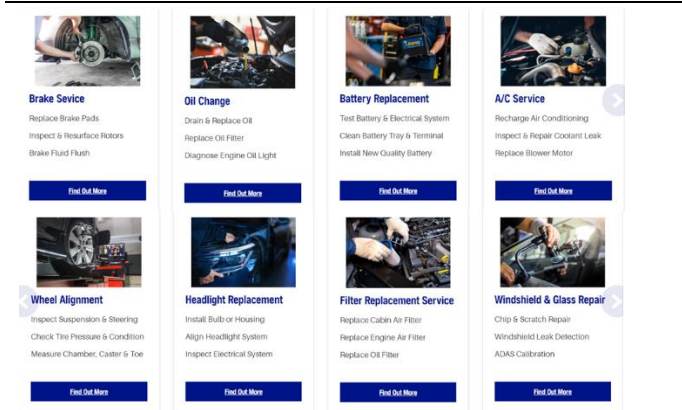 Brake Sevice
Replace Brake Pads
Inspect & Resurface Rotors
Brake Fluid Flush
Find Out More
Oil Change
Drain & Replace Oil
Replace Oil Filter
Diagnose Engine Oil Light
Find Out More
Battery Replacement
Test Battery & Electrical System
Clean Battery Tray & Terminal
Install New Quality Battery
Find Out More
A/C Service
Recharge Air Conditioning
Inspect & Repair Coolant Leak
Replace Blower Motor
Find Out More
Wheel Alignment
Inspect Suspension & Steering
Check Tire Pressure & Condition
Measure Chamber, Caster & Toe
Find Out More
Headlight Replacement
Install Bulb or Housing
Align Headlight System
Inspect Electrical System
Find Out More
Filter Replacement Service
Replace Cabin Air Filter
Replace Engine Air Filter
Replace Oil Filter
Find Out More
Windshield & Glass Repair
Chip & Scratch Repair
Windshield Leak Detection
ADAS Calibration
Find Out More